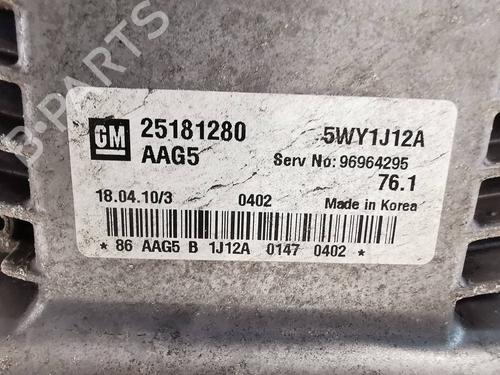 B-PARTS
GM 25181280 5WY1J12A
AAG5 Serv No: 96964295
76.1
18.04.10/3 0402 Made in Korea
* 86 AAG5 B 1J12A 0147 0402 *